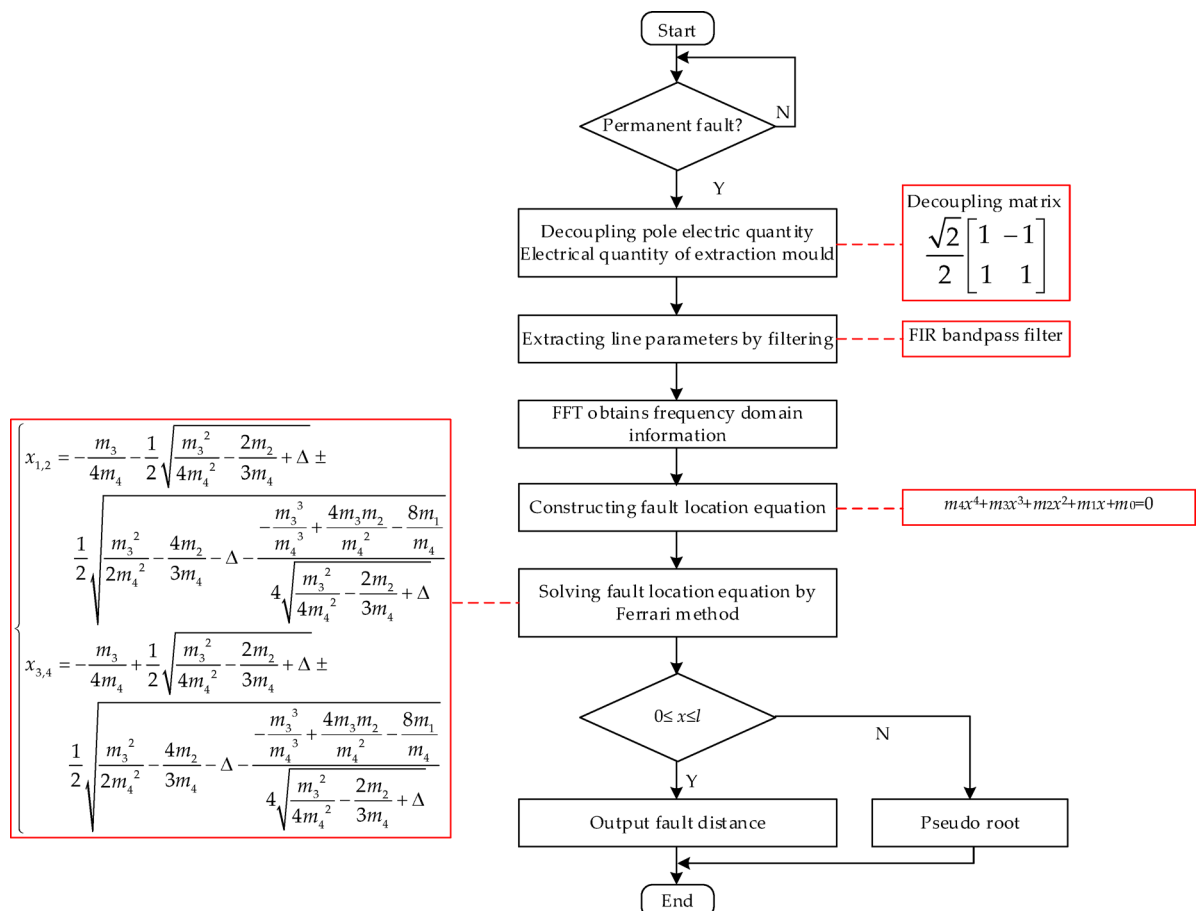 Start
N
Permanent fault?
Y
Decoupling pole electric quantity
Electrical quantity of extraction mould
Decoupling matrix
√2/2 [1 −1
1 1]
Extracting line parameters by filtering
FIR bandpass filter
FFT obtains frequency domain
information
Constructing fault location equation
m₄x⁴+m₃x³+m₂x²+m₁x+m₀=0
Solving fault location equation by
Ferrari method
x₁,₂ = −m₃/4m₄ − 1/2 √(m₃²/4m₄² − 2m₂/3m₄ + Δ) ±
1/2 √(m₃²/2m₄² − 4m₂/3m₄ − Δ − (−m₃³/m₄³ + 4m₃m₂/m₄² − 8m₁/m₄)/(4√(m₃²/4m₄² − 2m₂/3m₄ + Δ)))
x₃,₄ = −m₃/4m₄ + 1/2 √(m₃²/4m₄² − 2m₂/3m₄ + Δ) ±
1/2 √(m₃²/2m₄² − 4m₂/3m₄ − Δ − (−m₃³/m₄³ + 4m₃m₂/m₄² − 8m₁/m₄)/(4√(m₃²/4m₄² − 2m₂/3m₄ + Δ)))
0≤ x≤l
N
Y
Output fault distance
Pseudo root
End